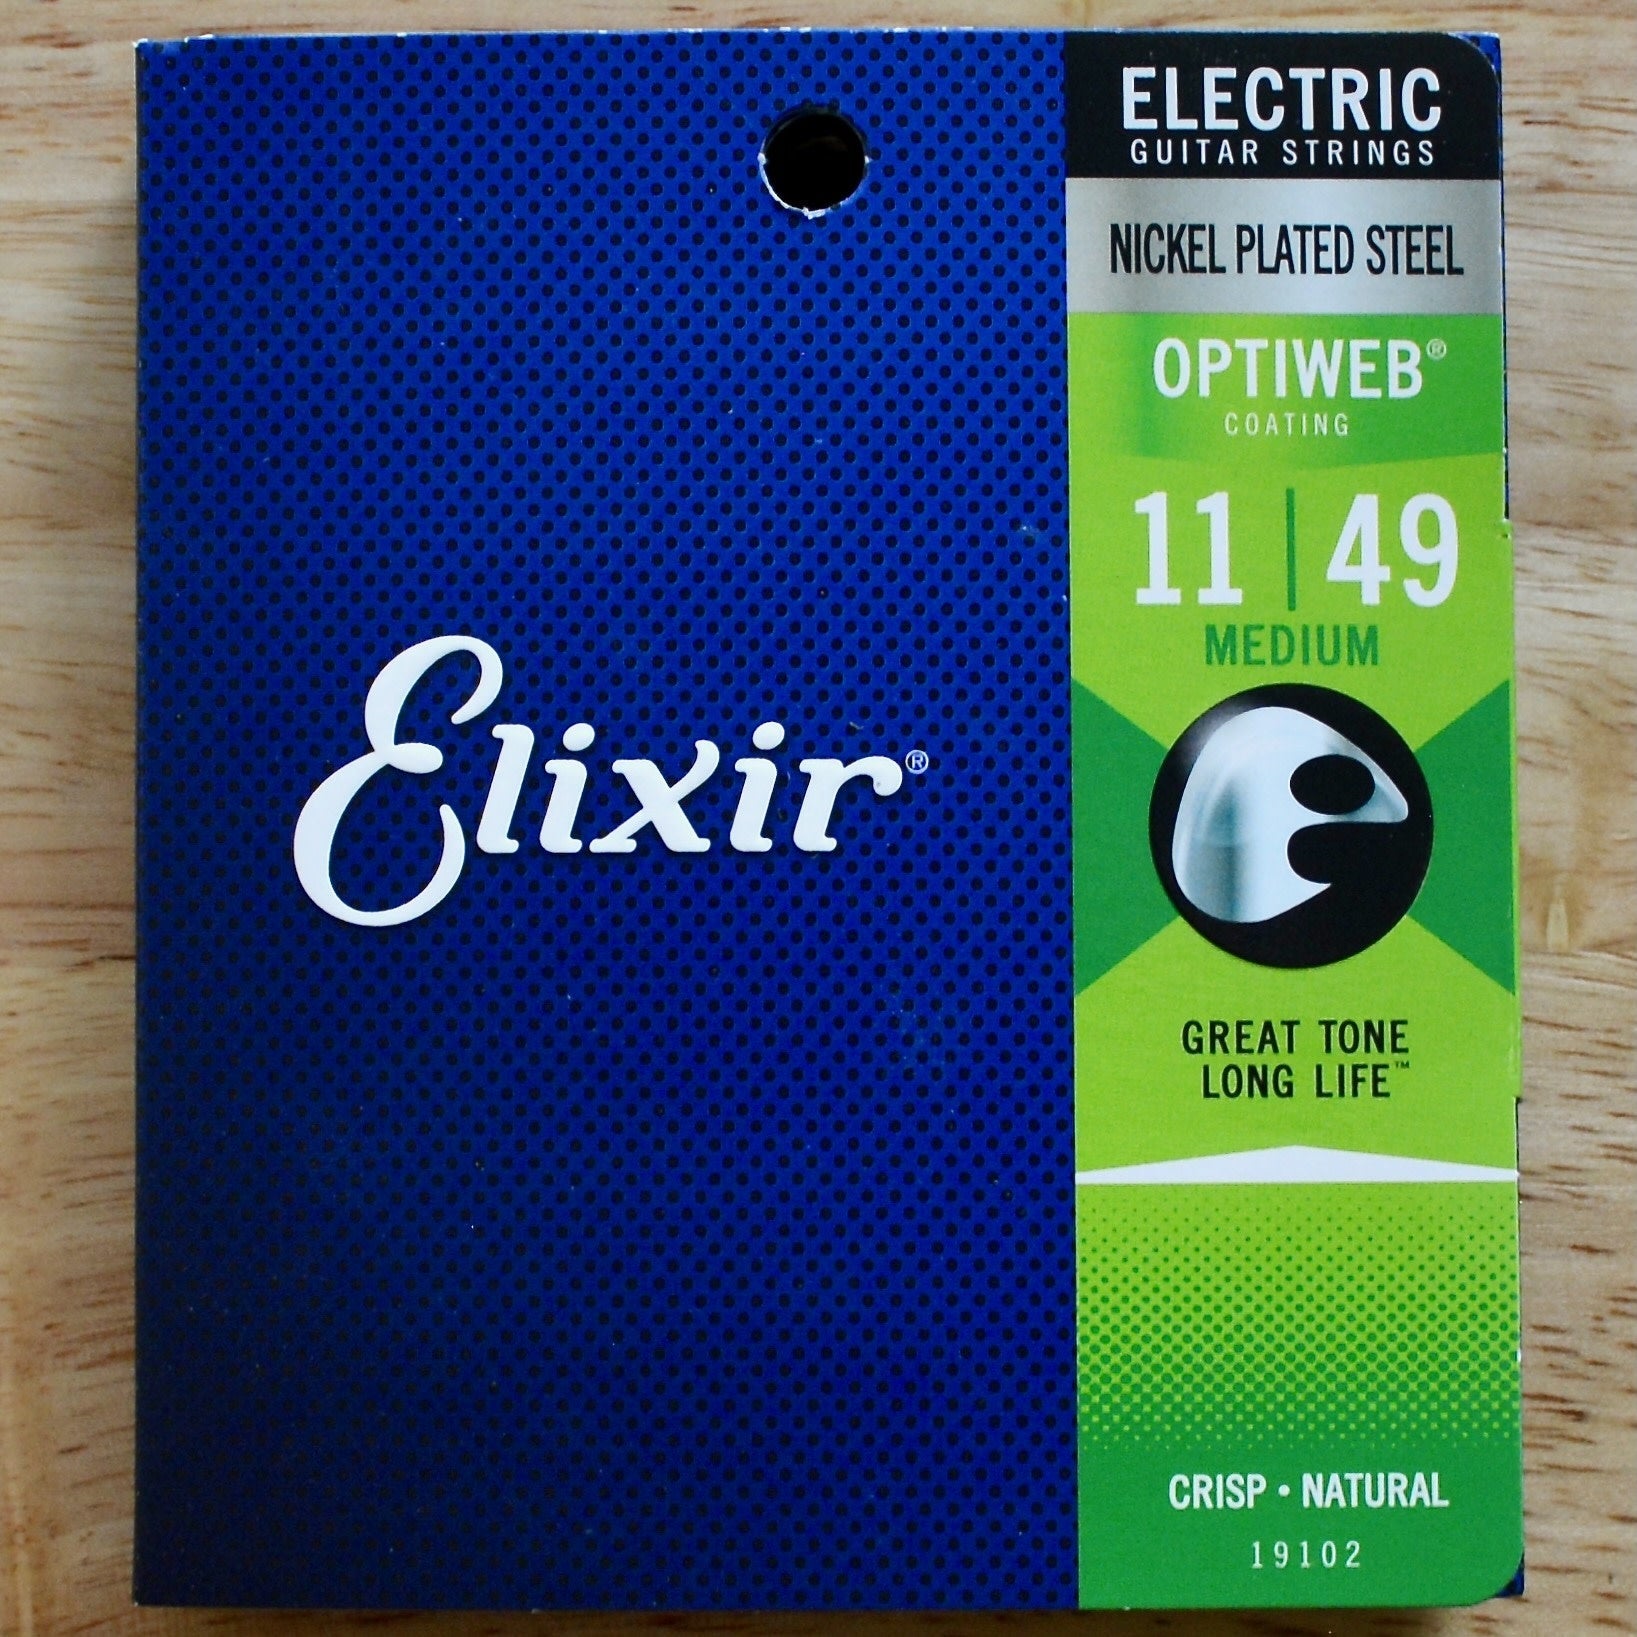 ELECTRIC
GUITAR STRINGS
NICKEL PLATED STEEL
OPTIWEB®
COATING
11 | 49
MEDIUM
Elixir®
GREAT TONE
LONG LIFE™
CRISP • NATURAL
19102